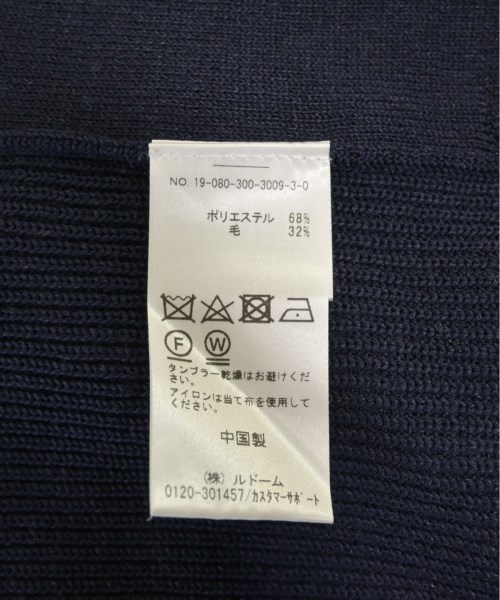 NO. 19-080-300-3009-3-0
ポリエステル 68%
毛 32%
F W
タンブラー乾燥はお避けくだ
さい。
アイロンは当て布を使用して
ください。
中国製
(株) ルドーム
0120-301457/カスタマーサポート